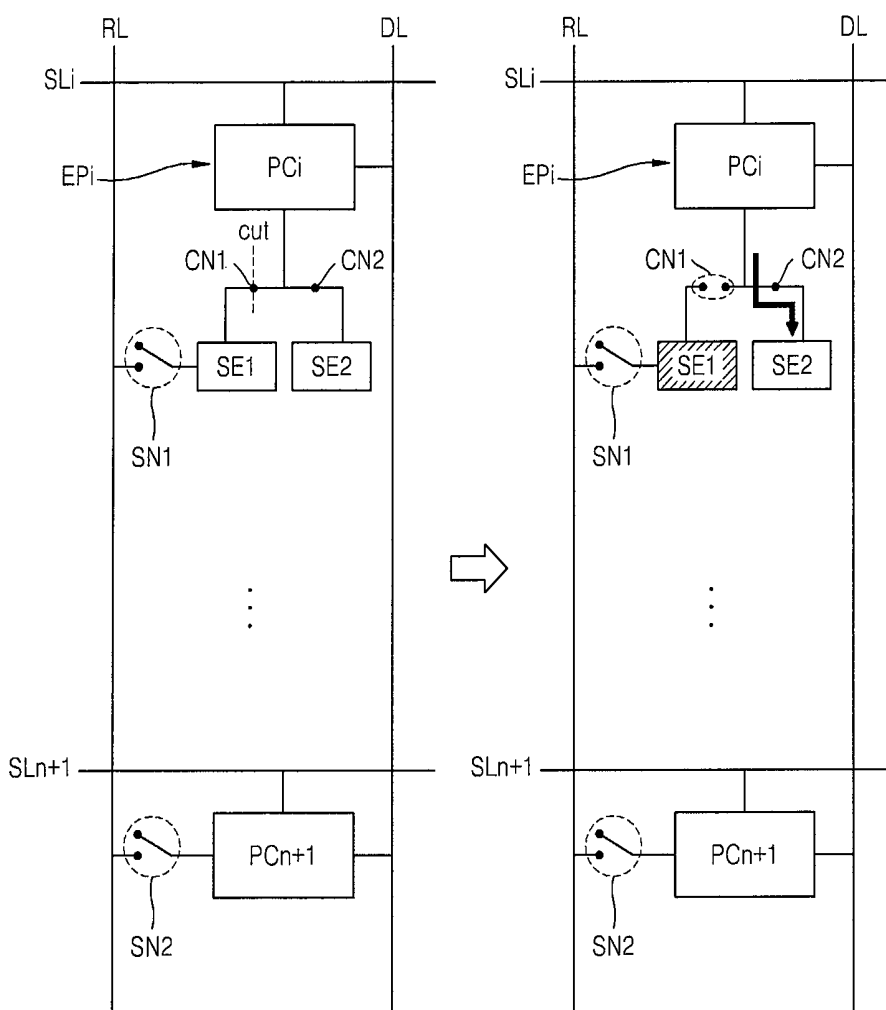 RL
DL
SLi
PCi
EPi
cut
CN1
CN2
SE1
SE2
SN1
SLn+1
PCn+1
SN2
RL
DL
SLi
PCi
EPi
CN1
CN2
SE1
SE2
SN1
SLn+1
PCn+1
SN2